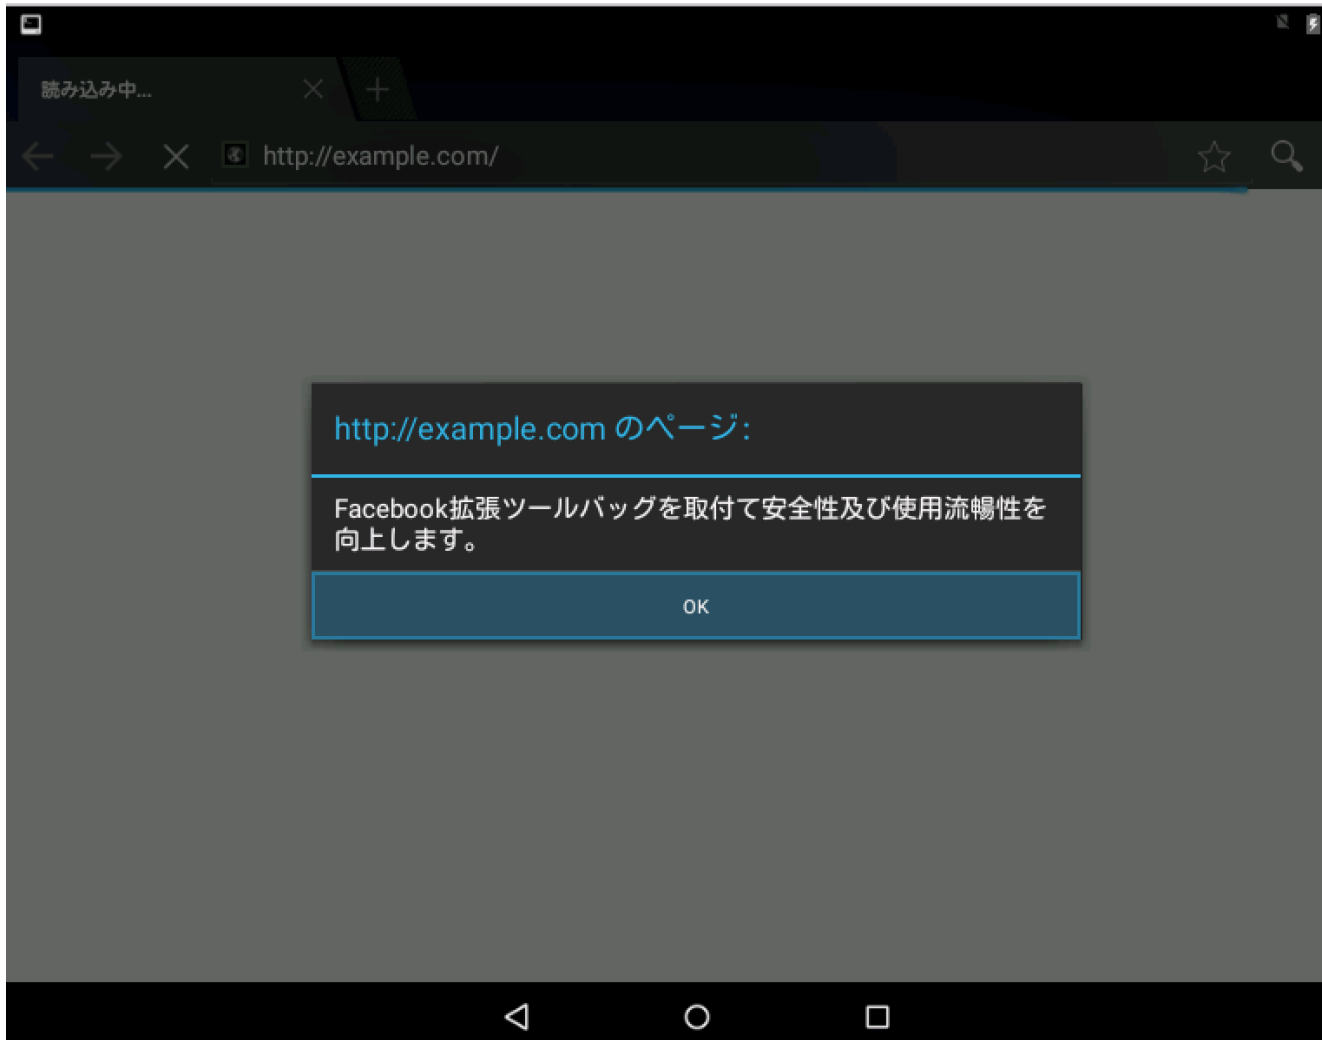 読み込み中...
http://example.com/
http://example.com のページ:
Facebook拡張ツールバッグを取付て安全性及び使用流暢性を
向上します。
OK